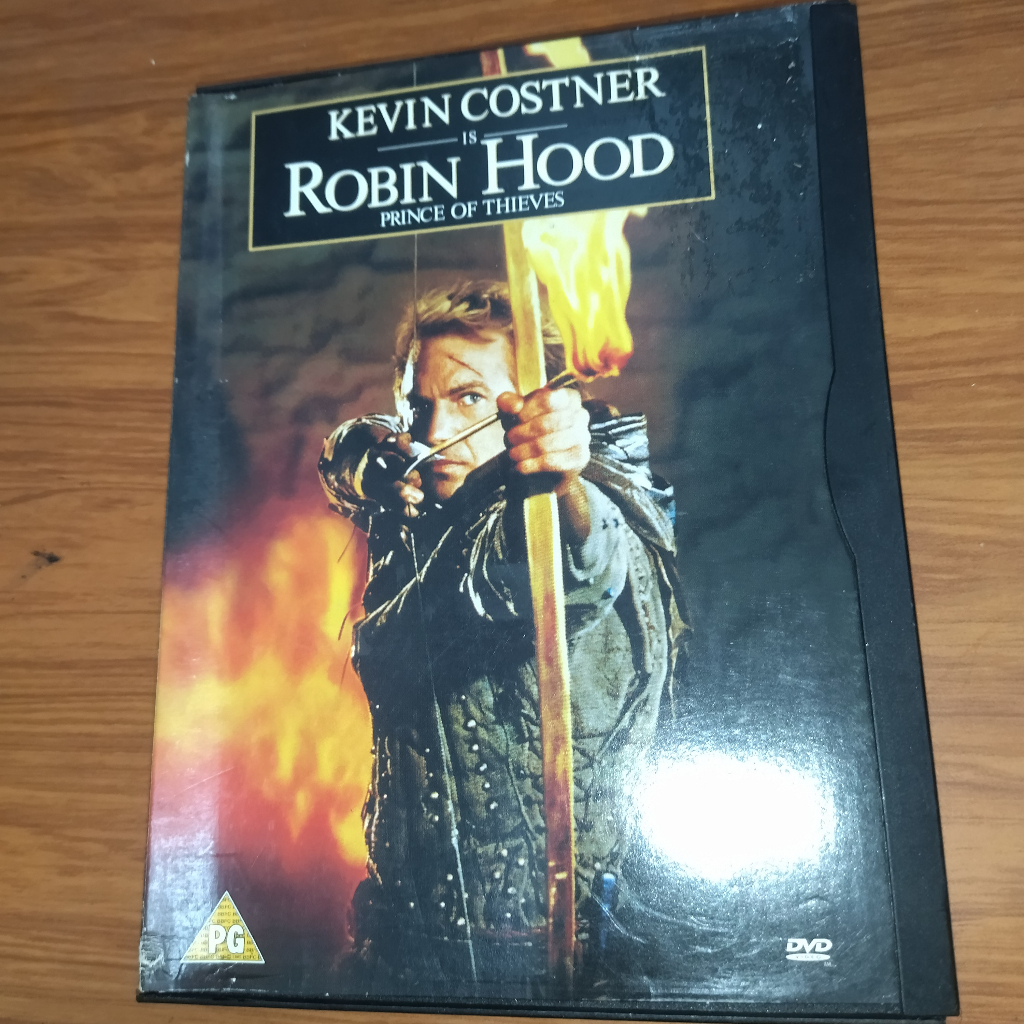 KEVIN COSTNER
IS
ROBIN HOOD
PRINCE OF THIEVES
PG
DVD